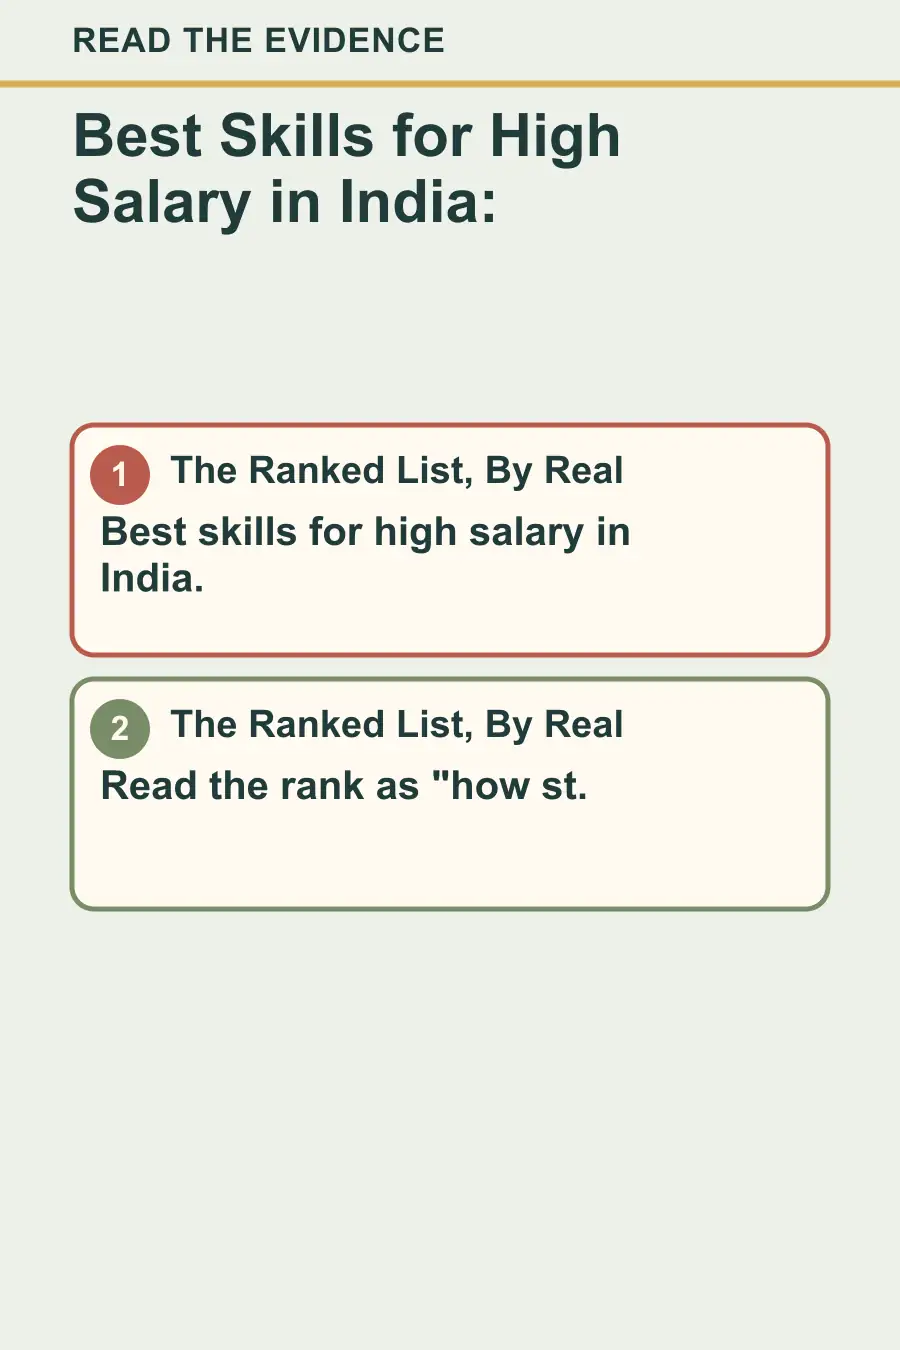 READ THE EVIDENCE
Best Skills for High
Salary in India:
1 The Ranked List, By Real
Best skills for high salary in
India.
2 The Ranked List, By Real
Read the rank as "how st.